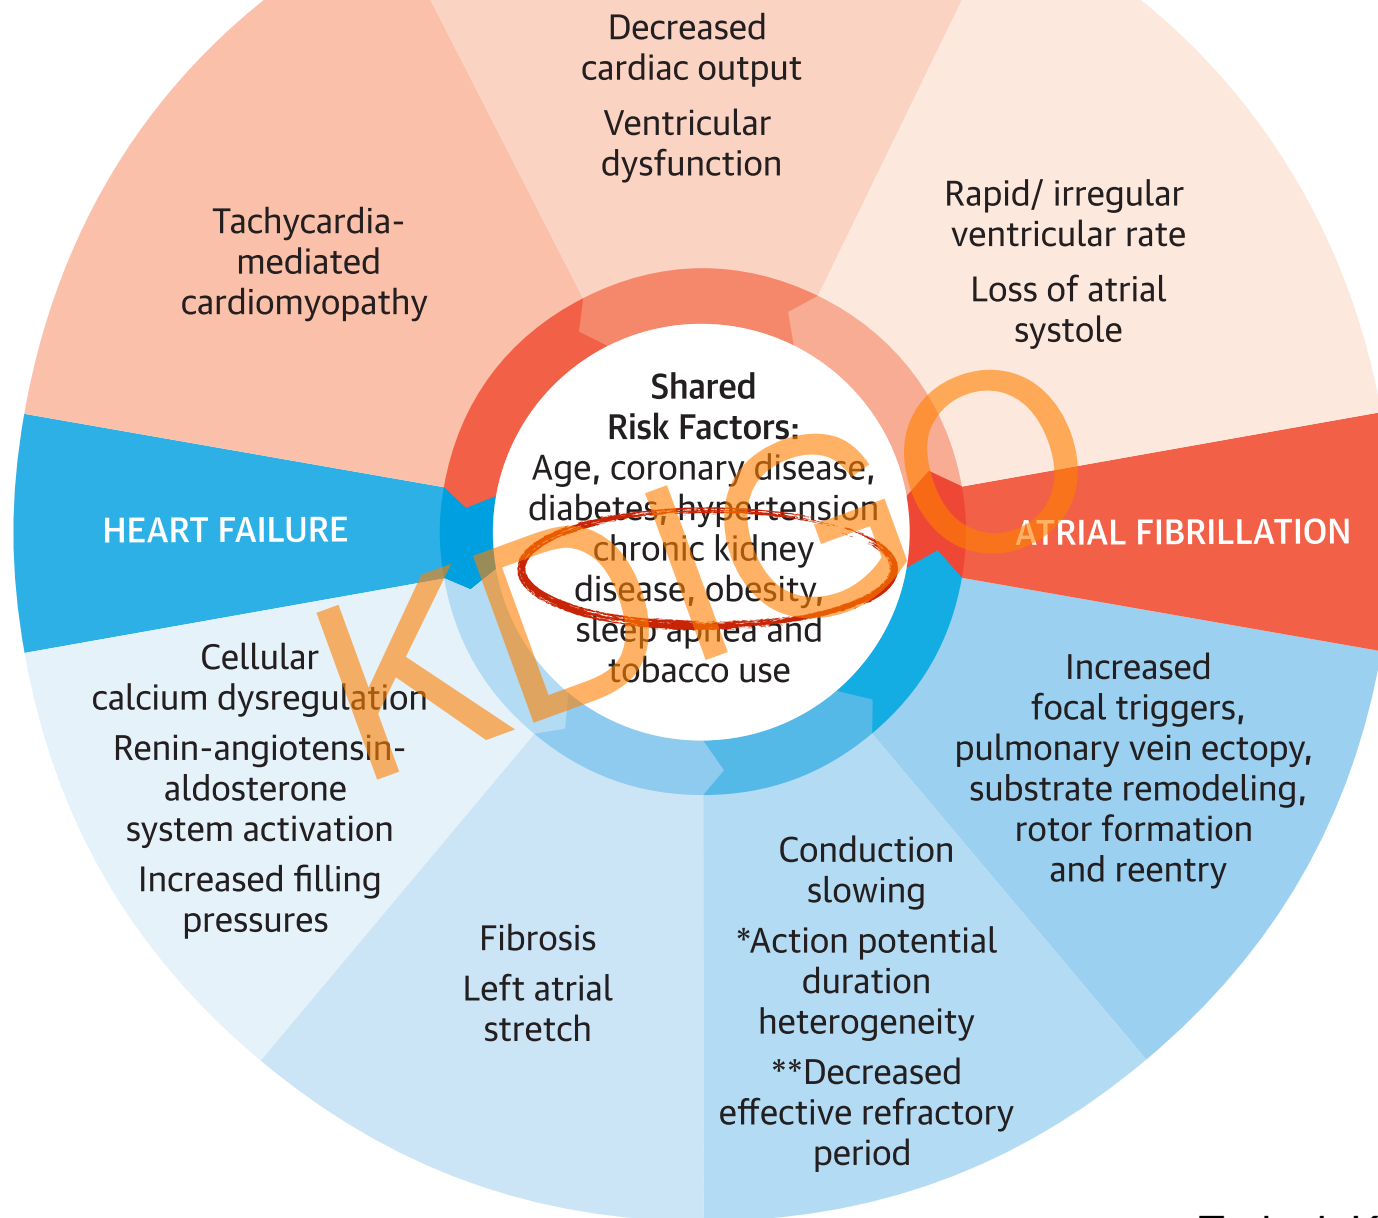 Decreased
cardiac output
Ventricular
dysfunction
Rapid/ irregular
ventricular rate
Loss of atrial
systole
Tachycardia-
mediated
cardiomyopathy
Shared
Risk Factors:
Age, coronary disease,
diabetes, hypertension
chronic kidney
disease, obesity,
sleep apnea and
tobacco use
HEART FAILURE
ATRIAL FIBRILLATION
KDIGO
Cellular
calcium dysregulation
Renin-angiotensin-
aldosterone
system activation
Increased filling
pressures
Fibrosis
Left atrial
stretch
Conduction
slowing
*Action potential
duration
heterogeneity
**Decreased
effective refractory
period
Increased
focal triggers,
pulmonary vein ectopy,
substrate remodeling,
rotor formation
and reentry